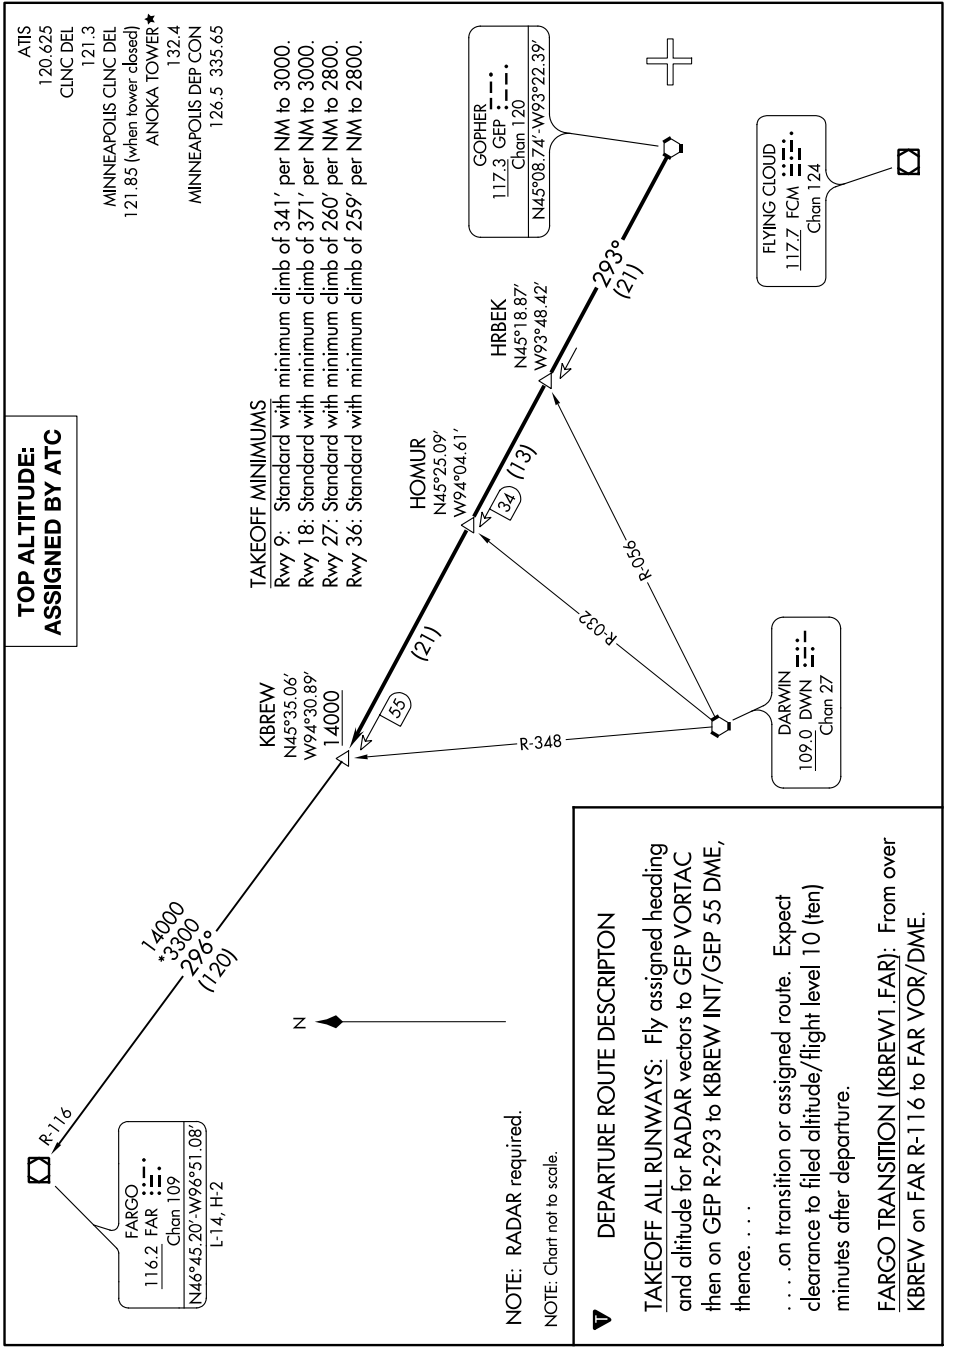 TOP ALTITUDE:
ASSIGNED BY ATC
ATIS
120.625
CLNC DEL
121.3
MINNEAPOLIS CLNC DEL
121.85 (when tower closed)
ANOKA TOWER★
132.4
MINNEAPOLIS DEP CON
126.5 335.65
TAKEOFF MINIMUMS
Rwy 9: Standard with minimum climb of 341' per NM to 3000.
Rwy 18: Standard with minimum climb of 371' per NM to 3000.
Rwy 27: Standard with minimum climb of 260' per NM to 2800.
Rwy 36: Standard with minimum climb of 259' per NM to 2800.
FARGO
116.2 FAR
Chan 109
N46°45.20'-W96°51.08'
L-14, H-2
R-116
14000
*3300
296°
(120)
N
KBREW
N45°35.06'
W94°30.89'
14000
55
(21)
HOMUR
N45°25.09'
W94°04.61'
34
(13)
HRBEK
N45°18.87'
W93°48.42'
293°
(21)
GOPHER
117.3 GEP
Chan 120
N45°08.74'-W93°22.39'
R-348
R-032
R-056
DARWIN
109.0 DWN
Chan 27
FLYING CLOUD
117.7 FCM
Chan 124
NOTE: RADAR required.
NOTE: Chart not to scale.
T
DEPARTURE ROUTE DESCRIPTON
TAKEOFF ALL RUNWAYS: Fly assigned heading
and altitude for RADAR vectors to GEP VORTAC
then on GEP R-293 to KBREW INT/GEP 55 DME,
thence. . . .
. . . .on transition or assigned route. Expect
clearance to filed altitude/flight level 10 (ten)
minutes after departure.
FARGO TRANSITION (KBREW1.FAR): From over
KBREW on FAR R-116 to FAR VOR/DME.